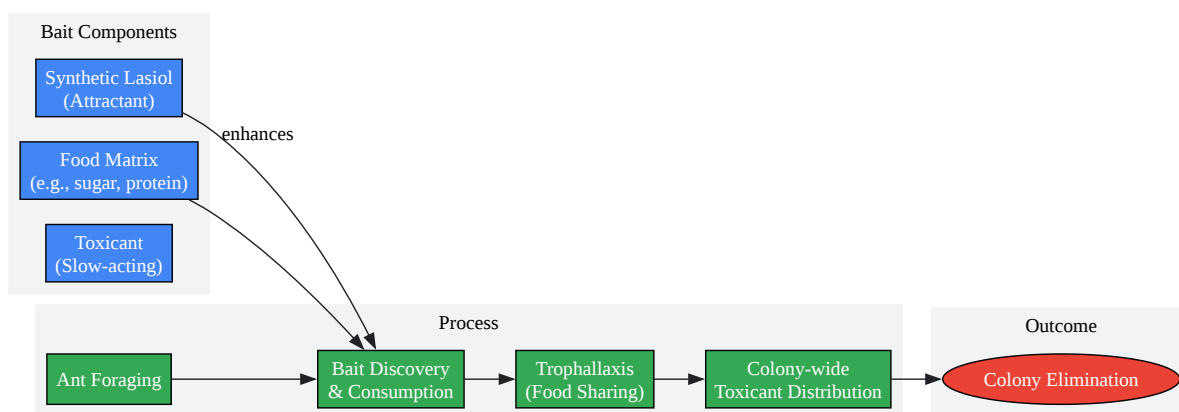 Bait Components
Synthetic Lasiol
(Attractant)
enhances
Food Matrix
(e.g., sugar, protein)
Toxicant
(Slow-acting)
Process
Outcome
Ant Foraging
Bait Discovery
& Consumption
Trophallaxis
(Food Sharing)
Colony-wide
Toxicant Distribution
Colony Elimination